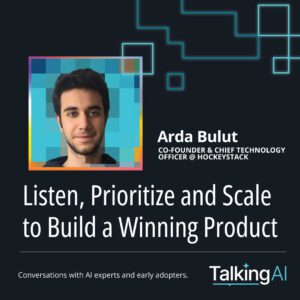 Arda Bulut
CO-FOUNDER & CHIEF TECHNOLOGY
OFFICER @ HOCKEYSTACK
Listen, Prioritize and Scale
to Build a Winning Product
Conversations with AI experts and early adopters.
TalkingAI